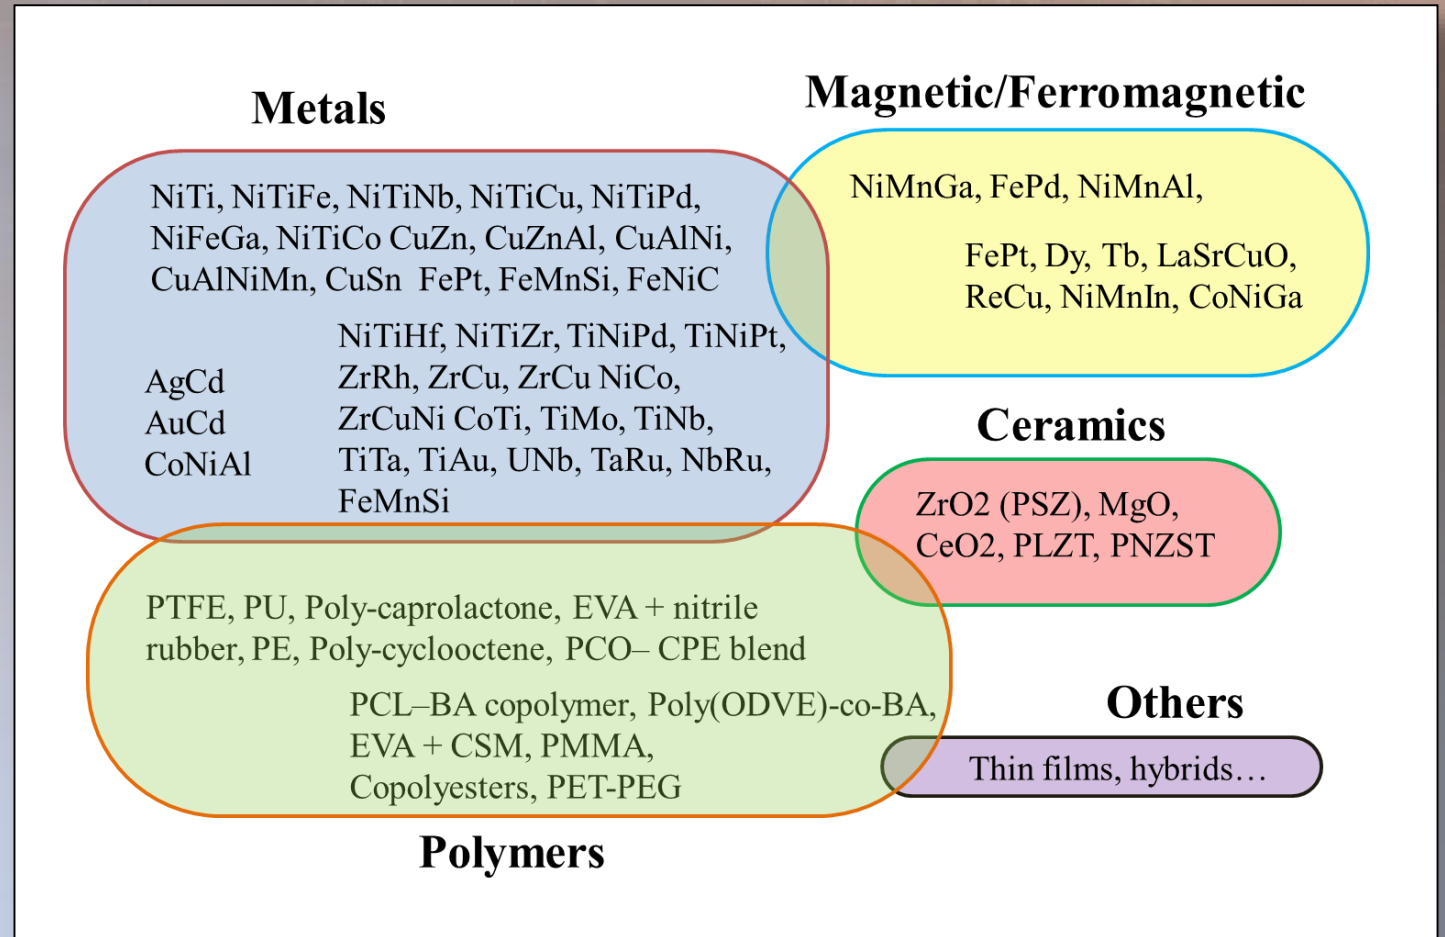 Metals
NiTi, NiTiFe, NiTiNb, NiTiCu, NiTiPd,
NiFeGa, NiTiCo CuZn, CuZnAl, CuAlNi,
CuAlNiMn, CuSn  FePt, FeMnSi, FeNiC
NiTiHf, NiTiZr, TiNiPd, TiNiPt,
ZrRh, ZrCu, ZrCu NiCo,
ZrCuNi CoTi, TiMo, TiNb,
TiTa, TiAu, UNb, TaRu, NbRu,
FeMnSi
AgCd
AuCd
CoNiAl
Magnetic/Ferromagnetic
NiMnGa, FePd, NiMnAl,
FePt, Dy, Tb, LaSrCuO,
ReCu, NiMnIn, CoNiGa
Ceramics
ZrO2 (PSZ), MgO,
CeO2, PLZT, PNZST
PTFE, PU, Poly-caprolactone, EVA + nitrile
rubber, PE, Poly-cyclooctene, PCO– CPE blend
PCL–BA copolymer, Poly(ODVE)-co-BA,
EVA + CSM, PMMA,
Copolyesters, PET-PEG
Polymers
Others
Thin films, hybrids…